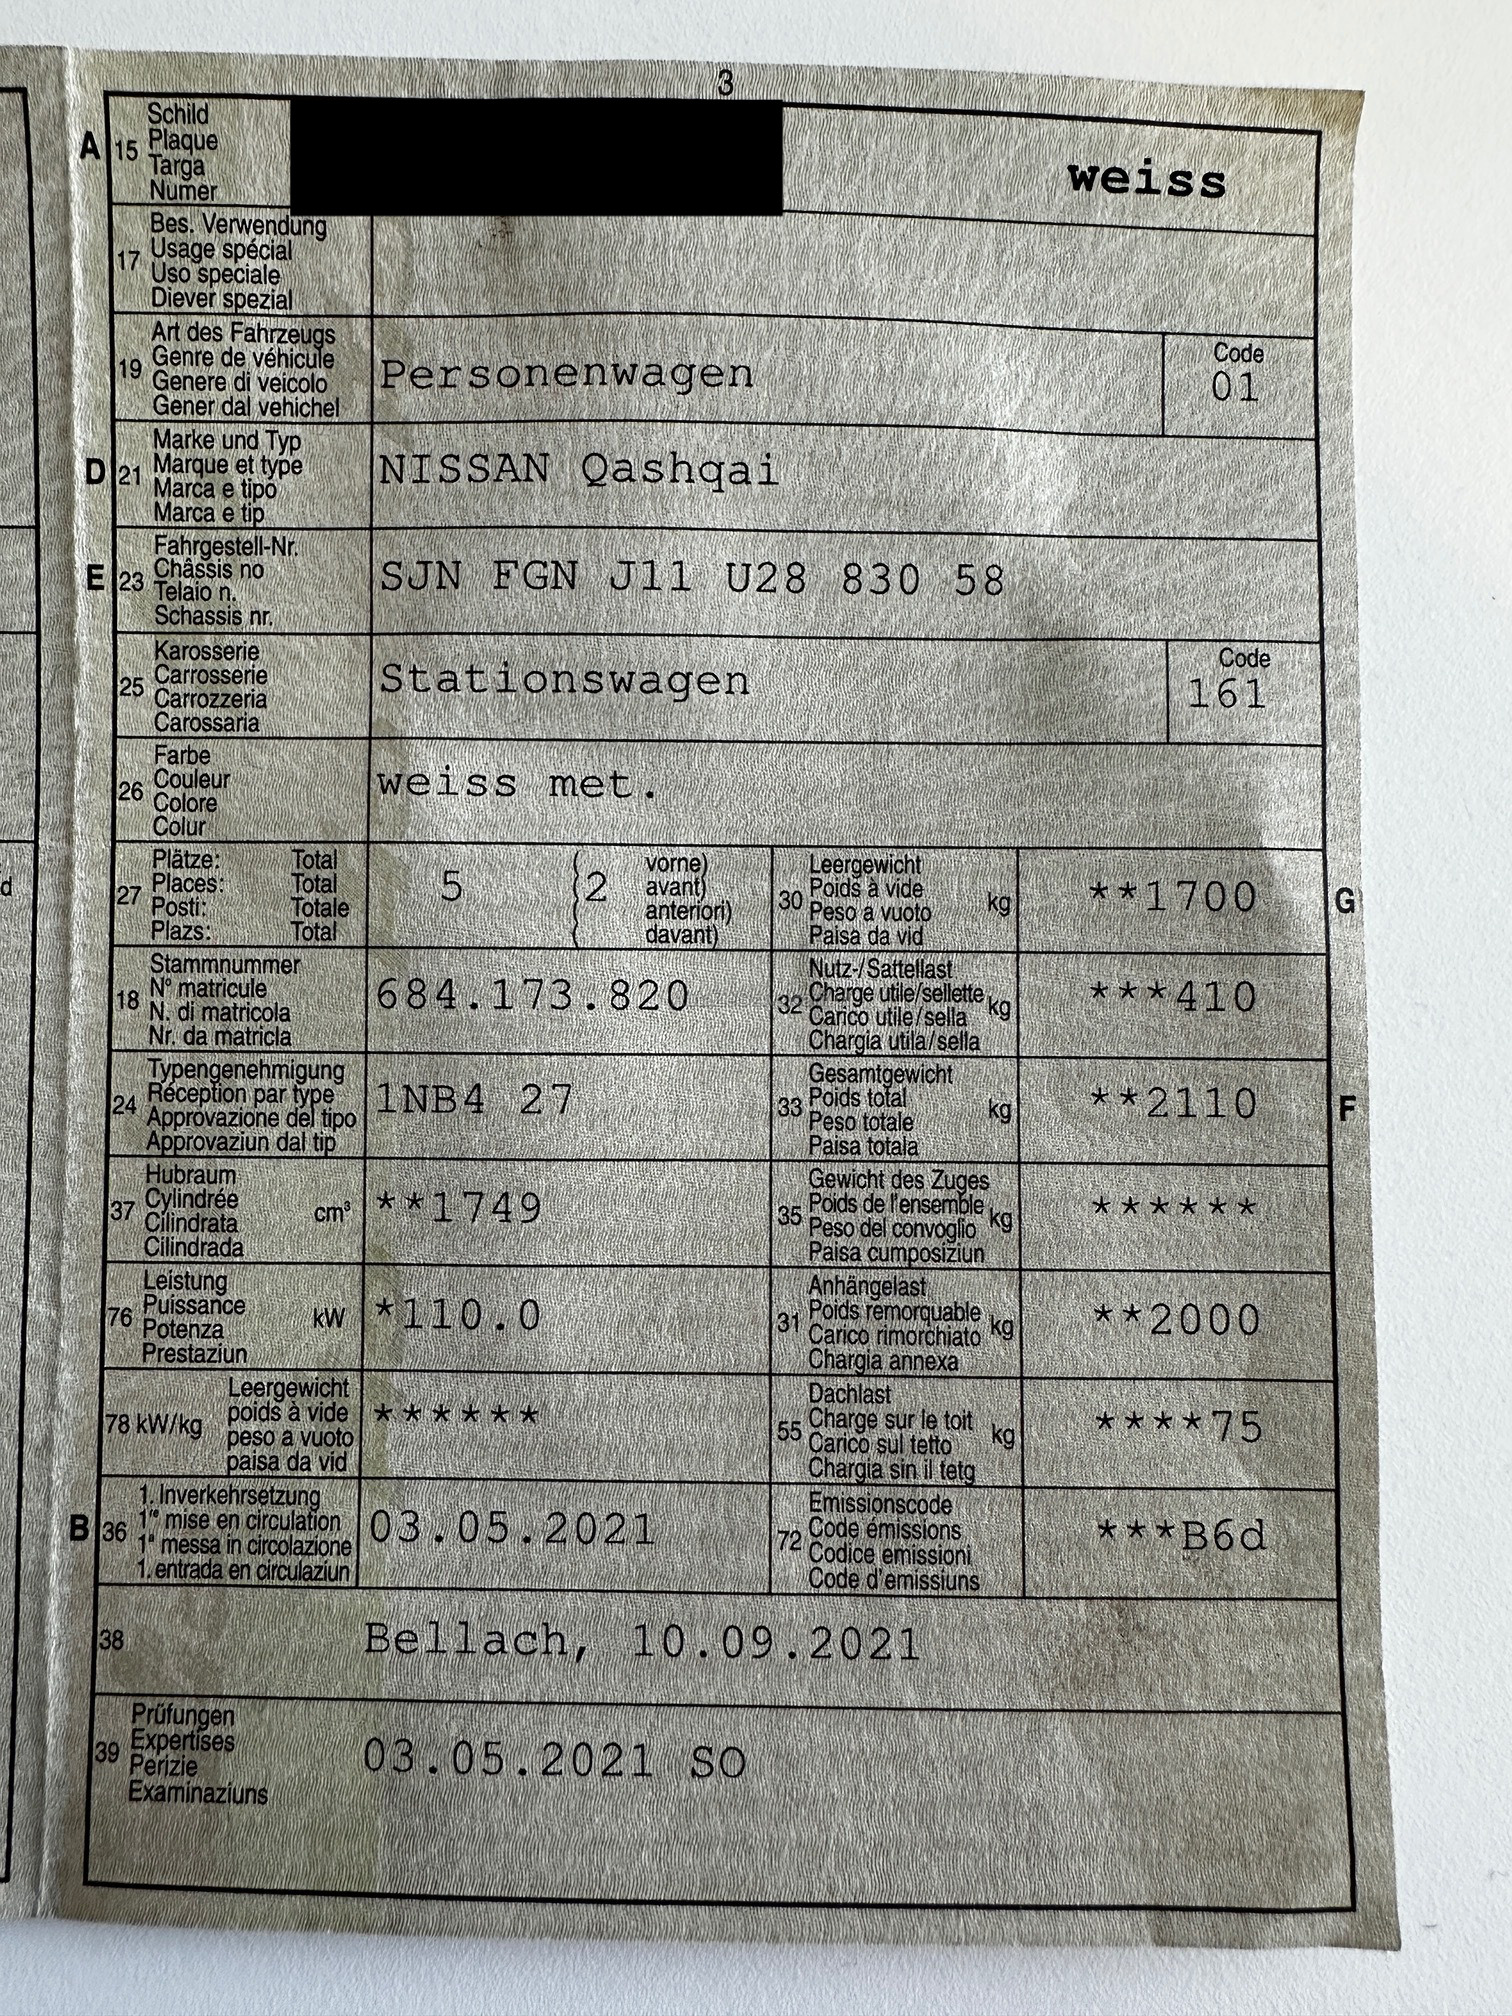 3
A 15 Schild
Plaque
Targa
Numer
weiss
17 Bes. Verwendung
Usage spécial
Uso speciale
Diever spezial
19 Art des Fahrzeugs
Genre de véhicule
Genere di veicolo
Gener dal vehichel
Personenwagen
Code
01
D 21 Marke und Typ
Marque et type
Marca e tipo
Marca e tip
NISSAN Qashqai
E 23 Fahrgestell-Nr.
Châssis no
Telaio n.
Schassis nr.
SJN FGN J11 U28 830 58
25 Karosserie
Carrosserie
Carrozzeria
Carossaria
Stationswagen
Code
161
26 Farbe
Couleur
Colore
Colur
weiss met.
27 Plätze: Total
Places: Total
Posti: Totale
Plazs: Total
5 (2 vorne)
avant)
anteriori)
davant)
30 Leergewicht
Poids à vide
Peso a vuoto
Paisa da vid
kg **1700 G
18 Stammnummer
N° matricule
N. di matricola
Nr. da matricla
684.173.820
32 Nutz-/Sattellast
Charge utile/sellette
Carico utile/sella
Chargia utila/sella
kg ***410
24 Typengenehmigung
Réception par type
Approvazione del tipo
Approvaziun dal tip
1NB4 27
33 Gesamtgewicht
Poids total
Peso totale
Paisa totala
kg **2110 F
37 Hubraum
Cylindrée
Cilindrata
Cilindrada
cm³ **1749
35 Gewicht des Zuges
Poids de l'ensemble
Peso del convoglio
Paisa cumposiziun
kg ******
76 Leistung
Puissance
Potenza
Prestaziun
kW *110.0
31 Anhängelast
Poids remorquable
Carico rimorchiato
Chargia annexa
kg **2000
78 kW/kg Leergewicht
poids à vide
peso a vuoto
paisa da vid
******
55 Dachlast
Charge sur le toit
Carico sul tetto
Chargia sin il tetg
kg ****75
B 36 1. Inverkehrsetzung
1re mise en circulation
1a messa in circolazione
1. entrada en circulaziun
03.05.2021
72 Emissionscode
Code émissions
Codice emissioni
Code d'emissiuns
***B6d
38 Bellach, 10.09.2021
39 Prüfungen
Expertises
Perizie
Examinaziuns
03.05.2021 SO